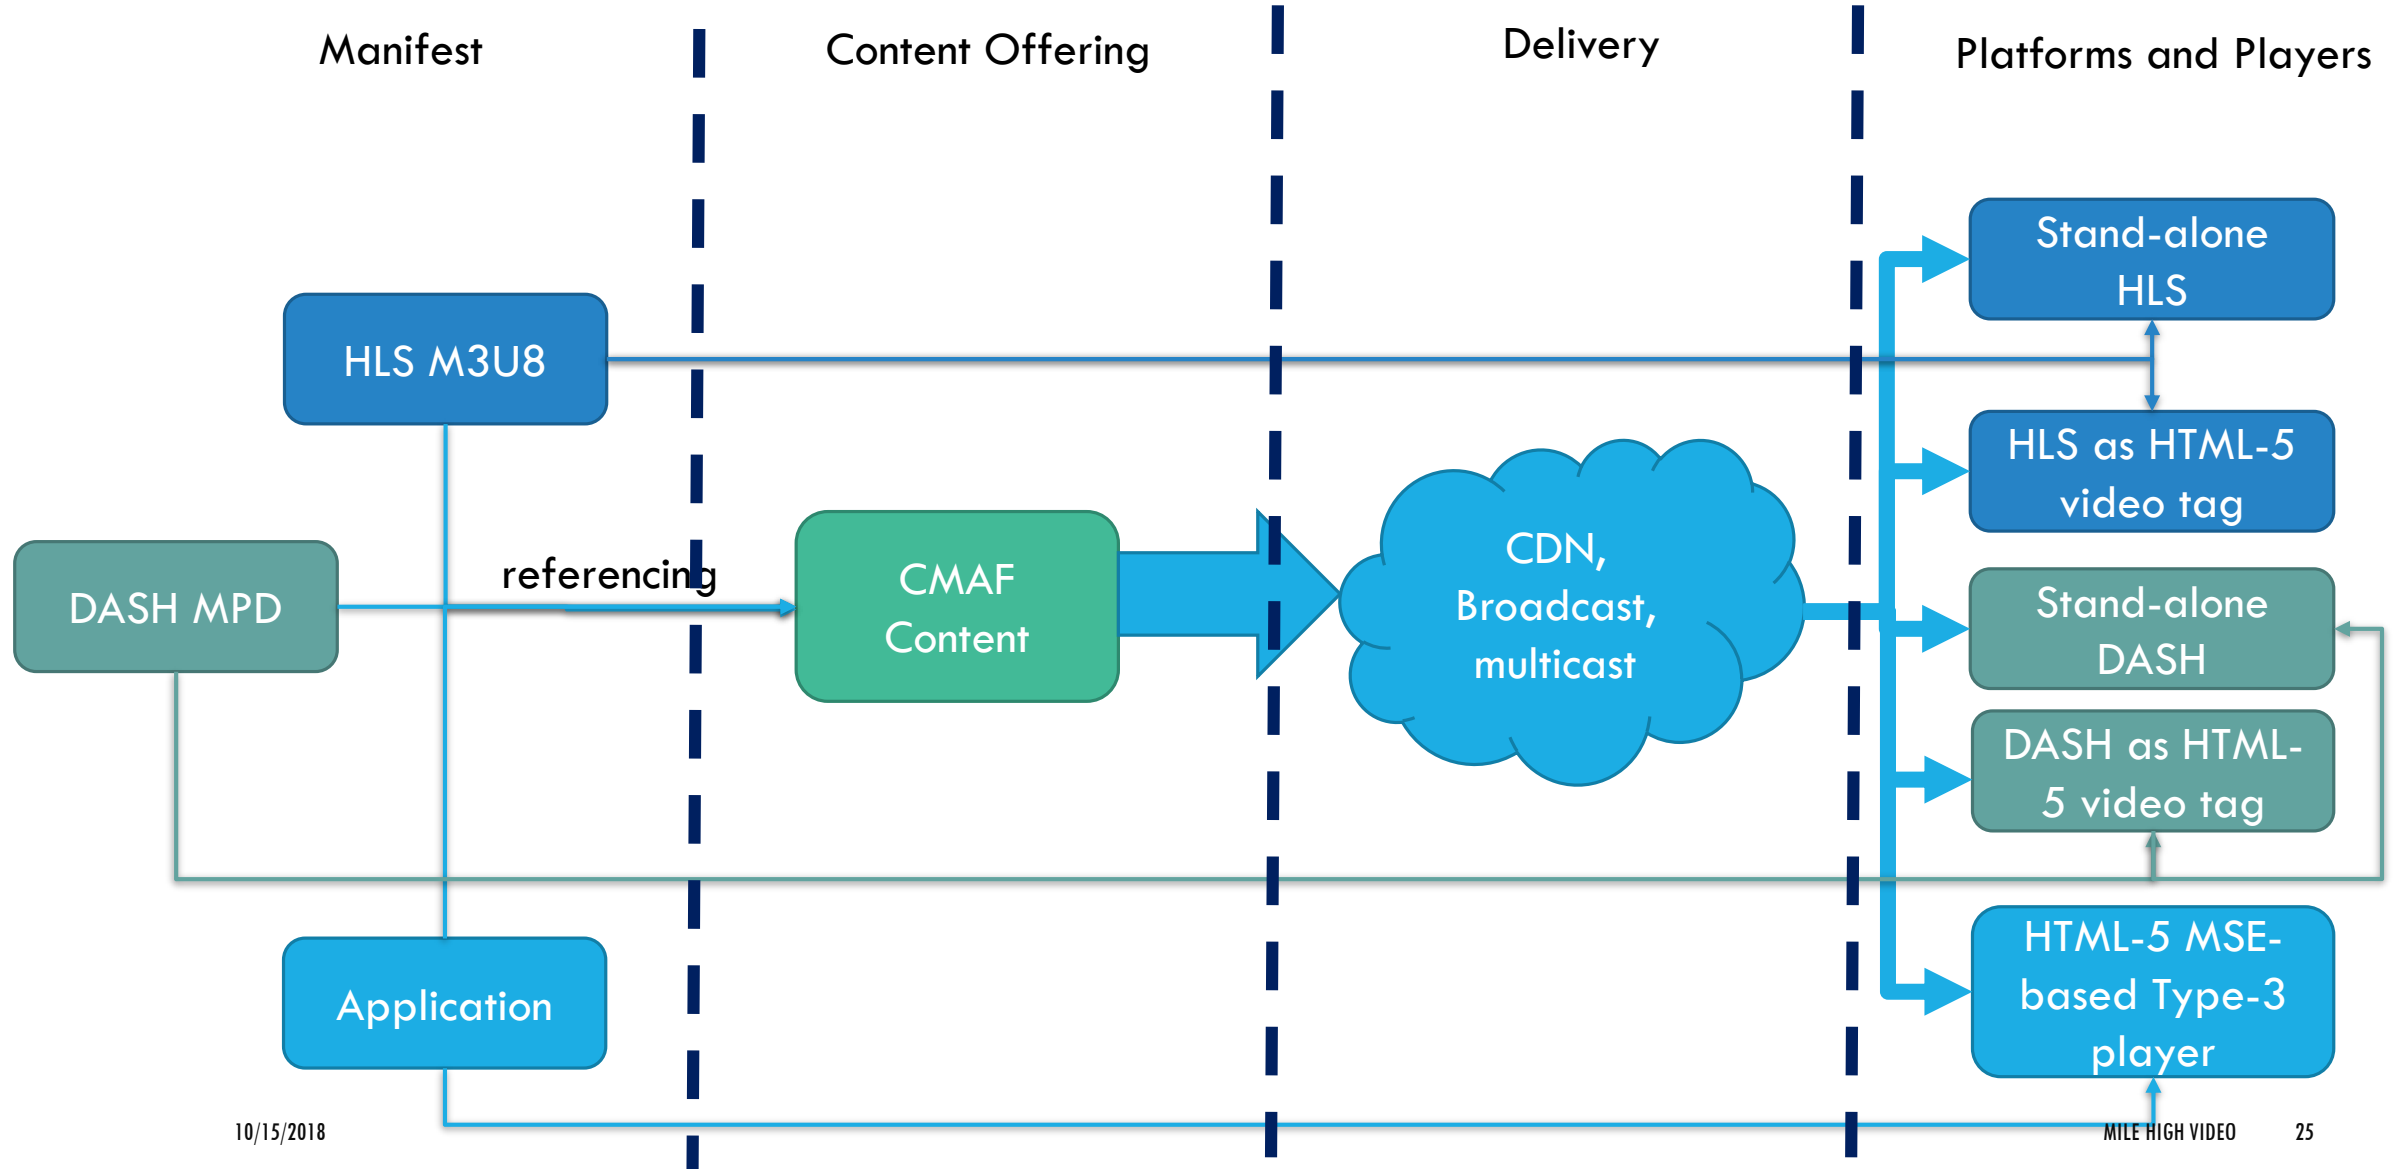 Manifest
Content Offering
Delivery
Platforms and Players
Stand-alone
HLS
HLS M3U8
HLS as HTML-5
video tag
referencing
DASH MPD
CMAF
Content
CDN,
Broadcast,
multicast
Stand-alone
DASH
DASH as HTML-
5 video tag
Application
HTML-5 MSE-
based Type-3
player
10/15/2018
MILE HIGH VIDEO
25